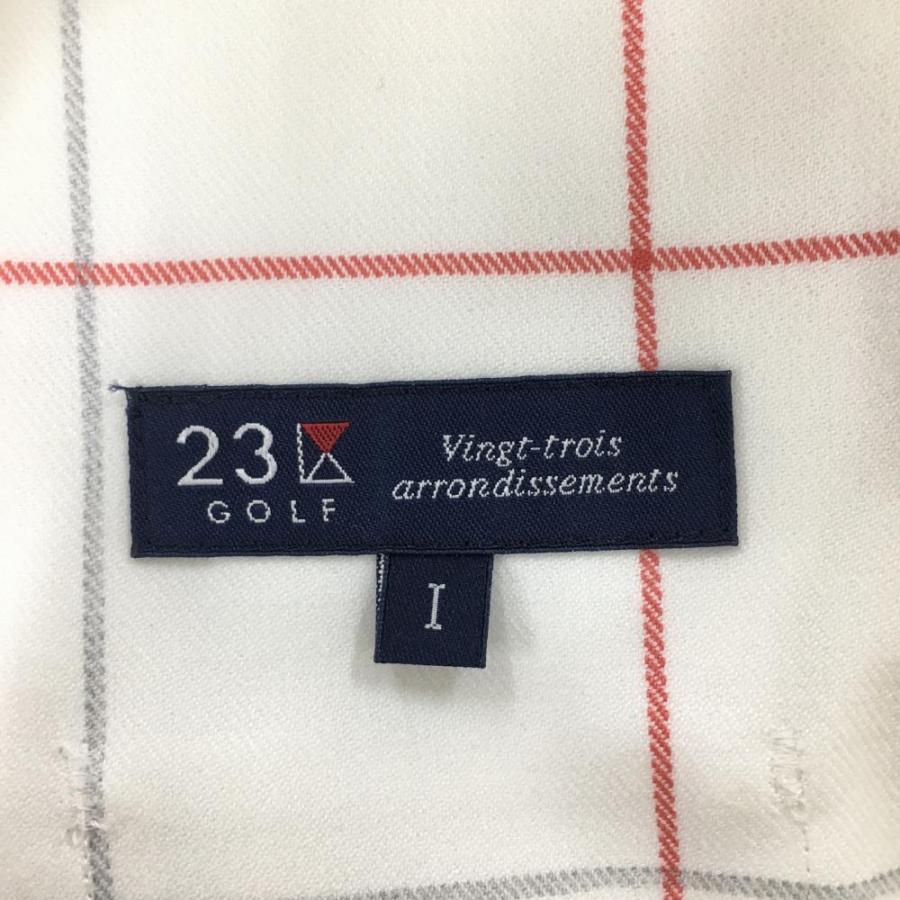 23
GOLF
Vingt-trois
arrondissements
I